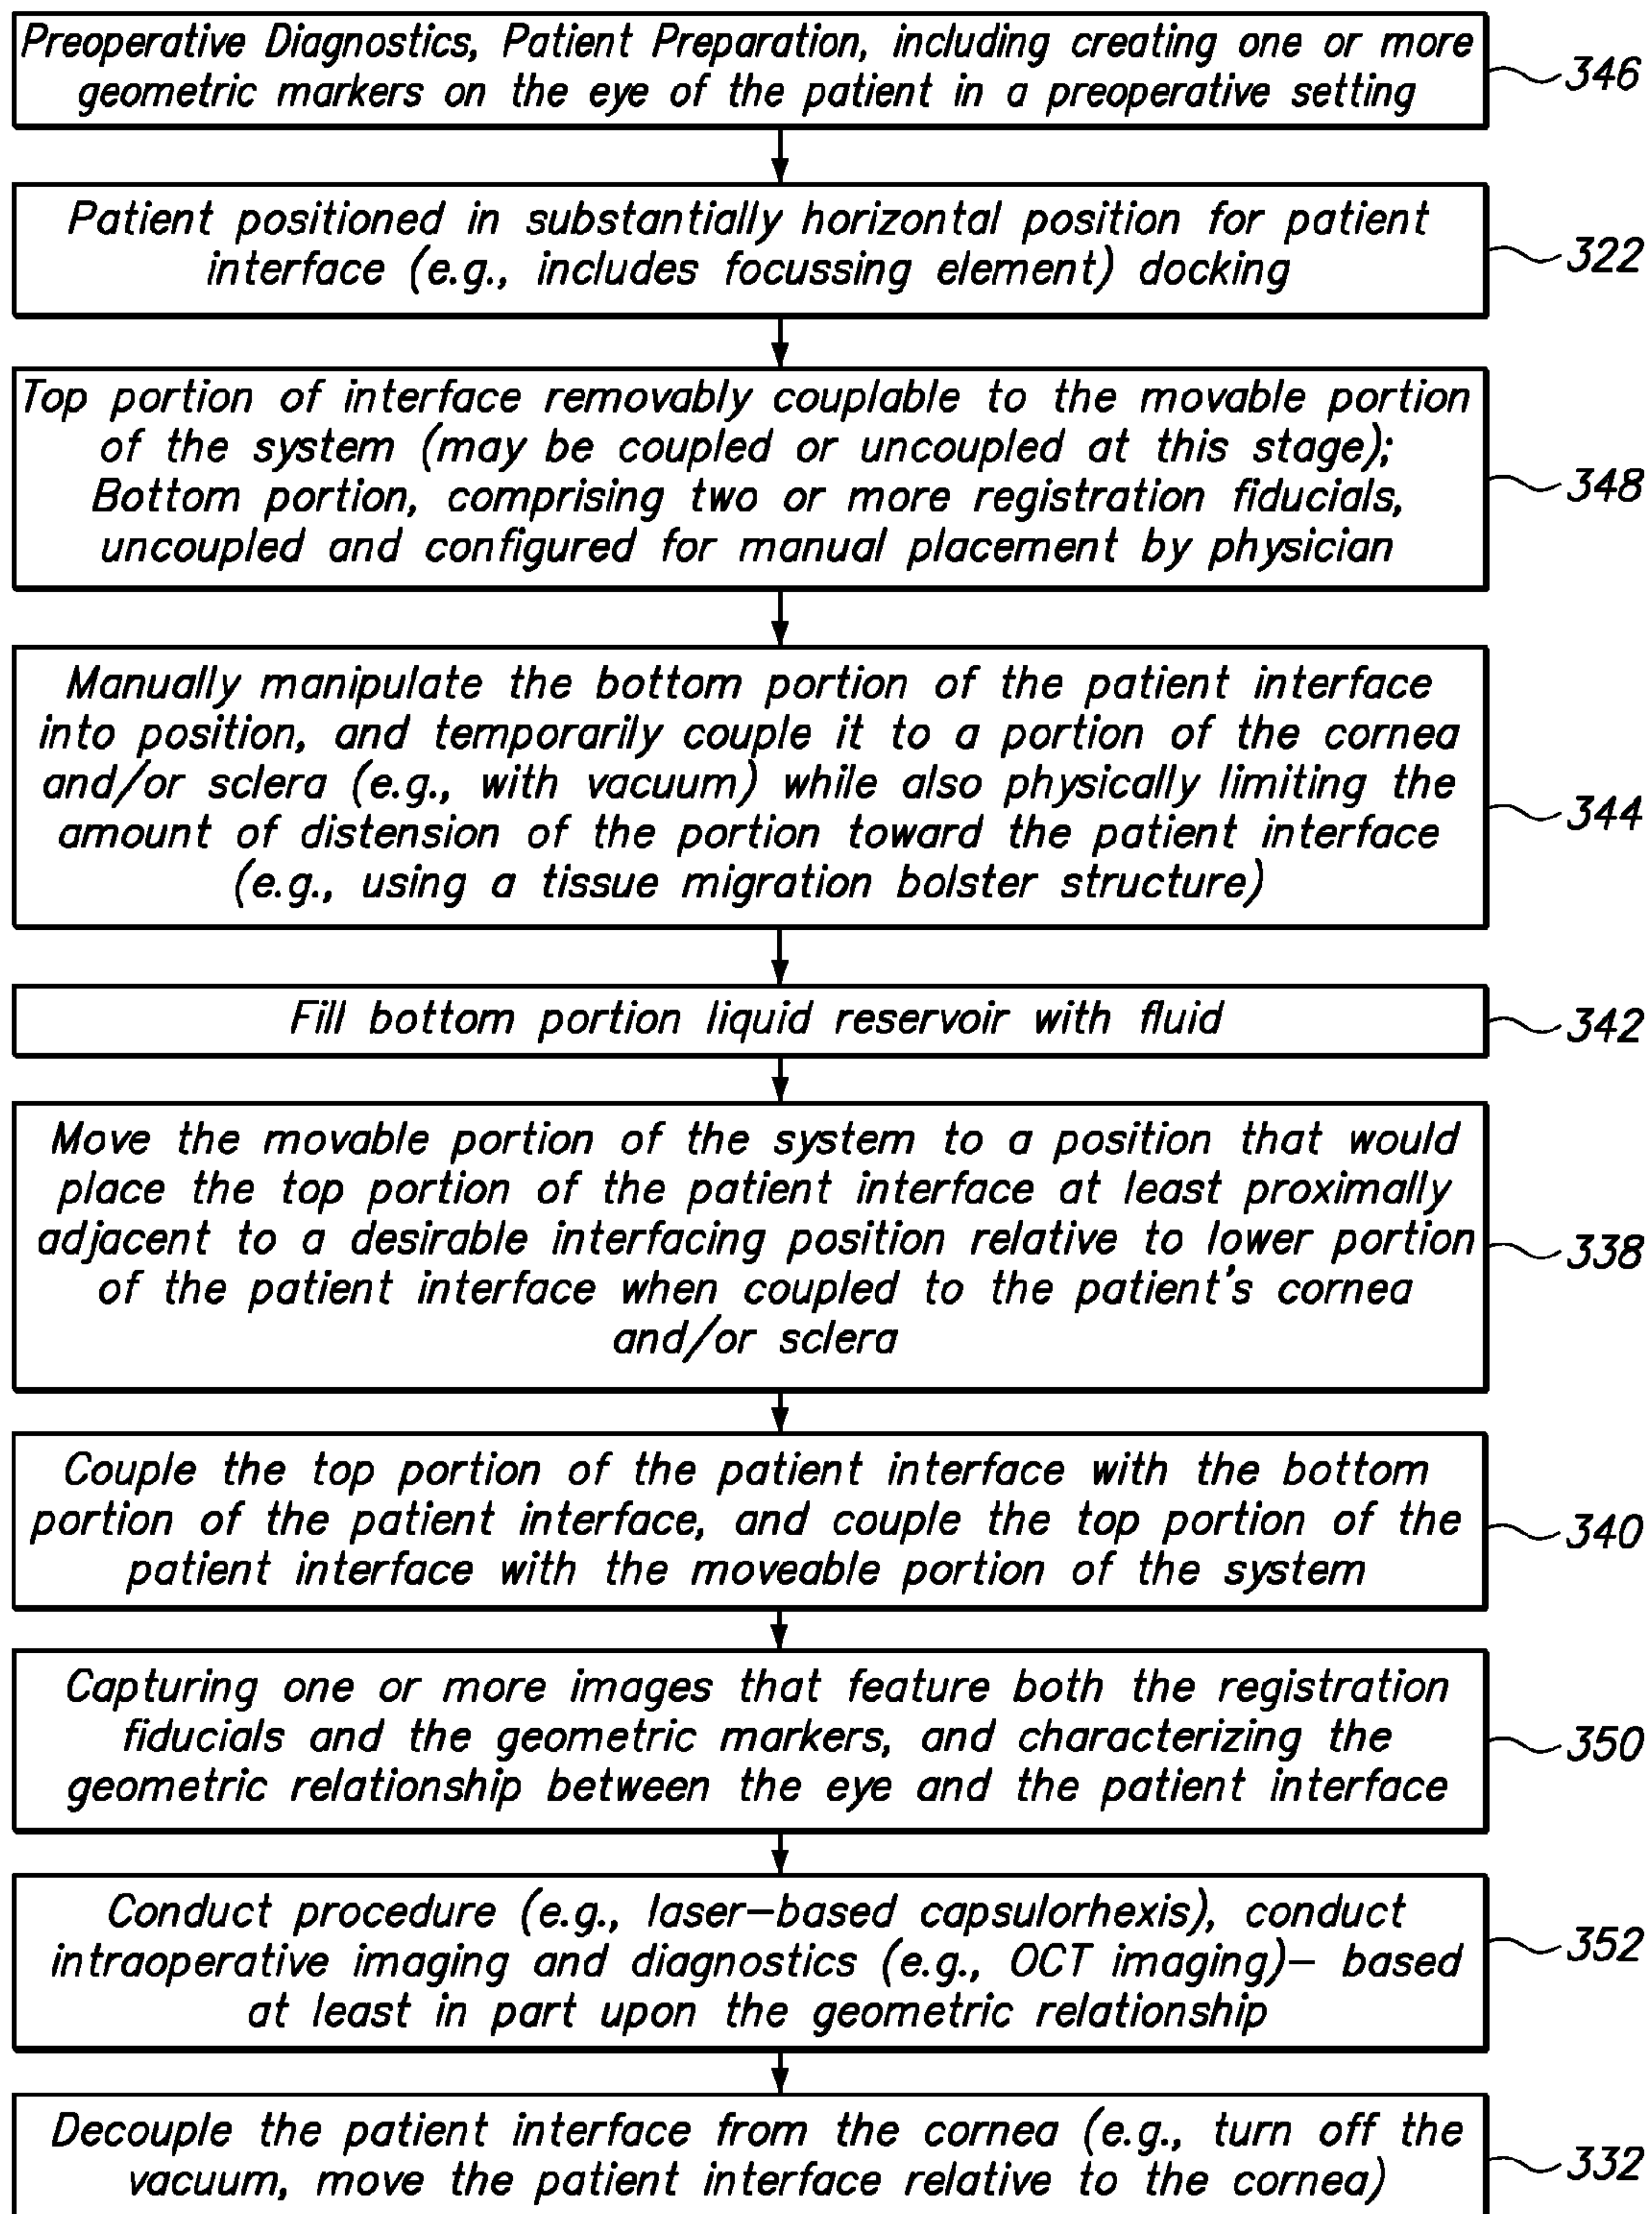 Preoperative Diagnostics, Patient Preparation, including creating one or more
geometric markers on the eye of the patient in a preoperative setting
346
Patient positioned in substantially horizontal position for patient
interface (e.g., includes focussing element) docking
322
Top portion of interface removably couplable to the movable portion
of the system (may be coupled or uncoupled at this stage);
Bottom portion, comprising two or more registration fiducials,
uncoupled and configured for manual placement by physician
348
Manually manipulate the bottom portion of the patient interface
into position, and temporarily couple it to a portion of the cornea
and/or sclera (e.g., with vacuum) while also physically limiting the
amount of distension of the portion toward the patient interface
(e.g., using a tissue migration bolster structure)
344
Fill bottom portion liquid reservoir with fluid
342
Move the movable portion of the system to a position that would
place the top portion of the patient interface at least proximally
adjacent to a desirable interfacing position relative to lower portion
of the patient interface when coupled to the patient's cornea
and/or sclera
338
Couple the top portion of the patient interface with the bottom
portion of the patient interface, and couple the top portion of the
patient interface with the moveable portion of the system
340
Capturing one or more images that feature both the registration
fiducials and the geometric markers, and characterizing the
geometric relationship between the eye and the patient interface
350
Conduct procedure (e.g., laser-based capsulorhexis), conduct
intraoperative imaging and diagnostics (e.g., OCT imaging)- based
at least in part upon the geometric relationship
352
Decouple the patient interface from the cornea (e.g., turn off the
vacuum, move the patient interface relative to the cornea)
332